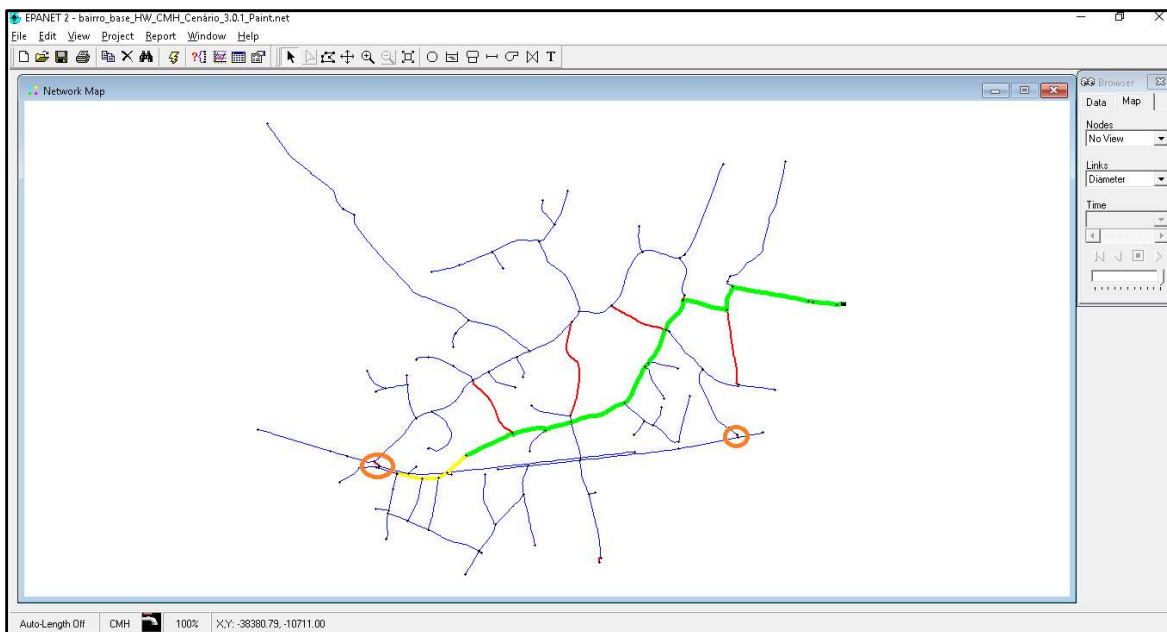 EPANET 2 - bairro_base_HW_CMH_Cenário_3.0.1_Paint.net
File Edit View Project Report Window Help
T
Network Map
Browser
Data Map
Nodes
No View
Links
Diameter
Time
Auto-Length Off CMH 100% X,Y: -38380.79, -10711.00